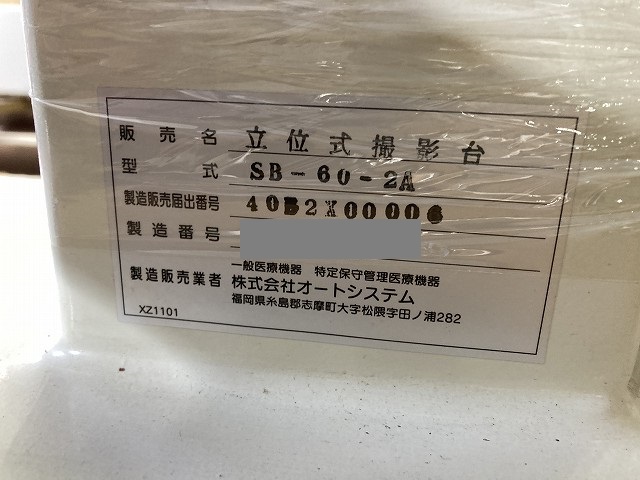 販売名 立位式撮影台
型式 SB-60-2A
製造販売届出番号 40B2X00006
製造番号
一般医療機器 特定保守管理医療機器
製造販売業者 株式会社オートシステム
福岡県糸島郡志摩町大字松隈字田ノ浦282
XZ1101